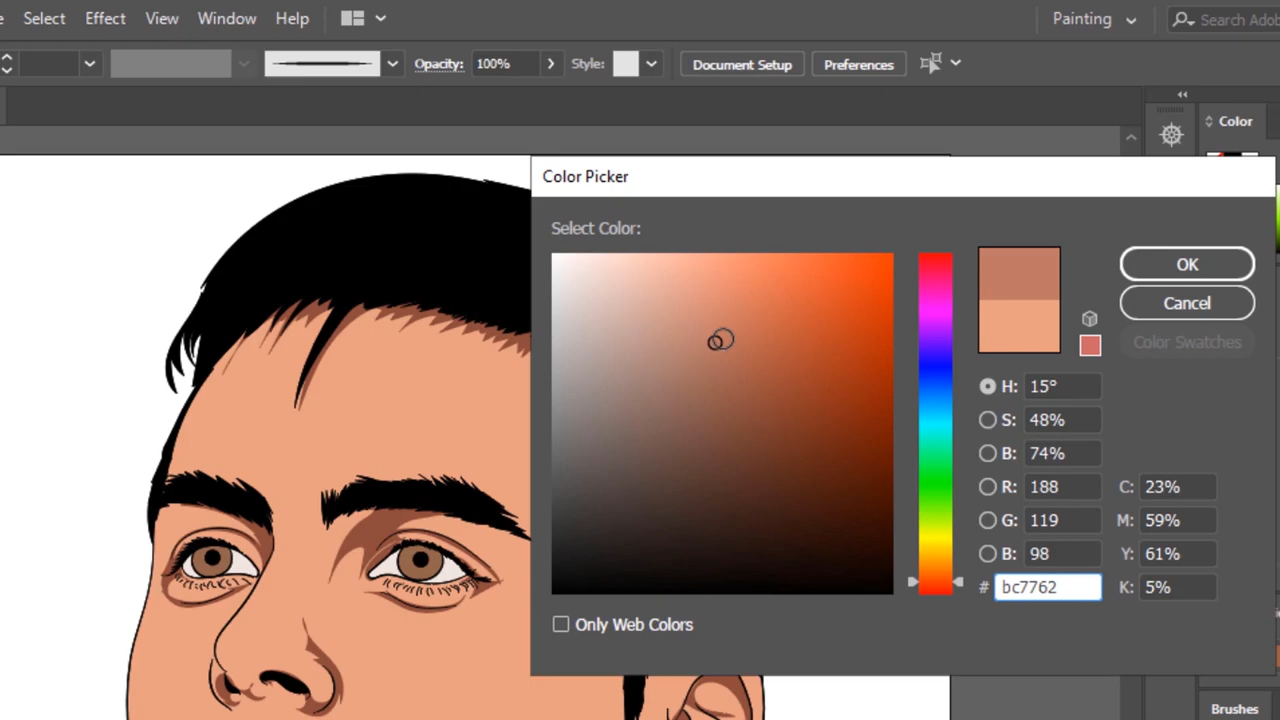 Select Effect View Window Help Painting Search Adob
Opacity: 100% Style: Document Setup Preferences
Color
Color Picker
Select Color:
OK
Cancel
Color Swatches
H: 15°
S: 48%
B: 74%
R: 188 C: 23%
G: 119 M: 59%
B: 98 Y: 61%
# bc7762 K: 5%
Only Web Colors
Brushes